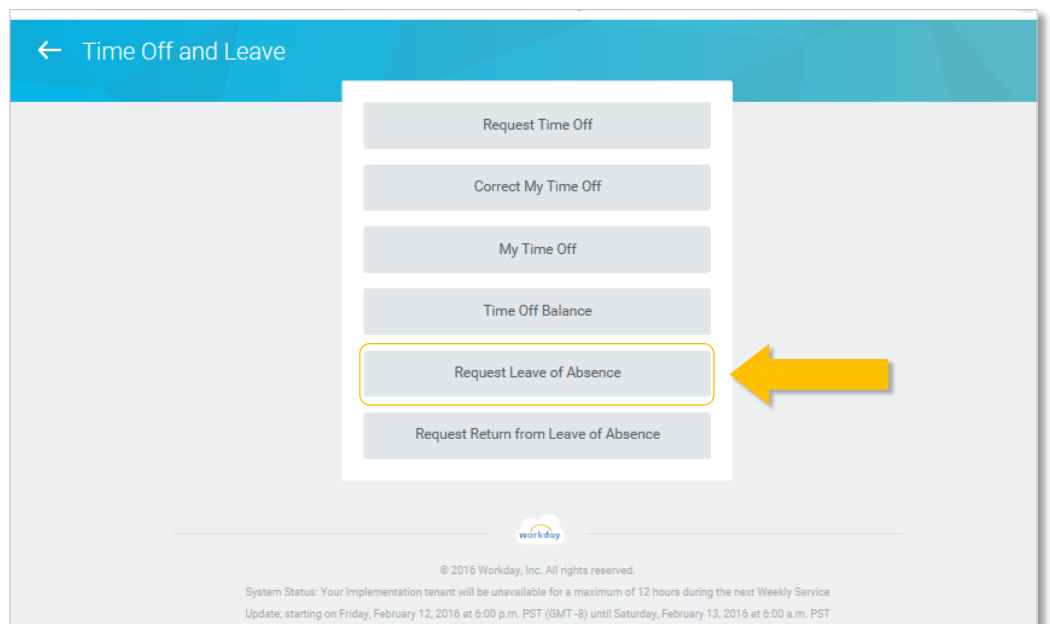 Time Off and Leave
Request Time Off
Correct My Time Off
My Time Off
Time Off Balance
Request Leave of Absence
Request Return from Leave of Absence
workday.
© 2016 Workday, Inc. All rights reserved.
System Status: Your Implementation tenant will be unavailable for a maximum of 12 hours during the next Weekly Service
Update; starting on Friday, February 12, 2016 at 6:00 p.m. PST (GMT -8) until Saturday, February 13, 2016 at 6:00 a.m. PST